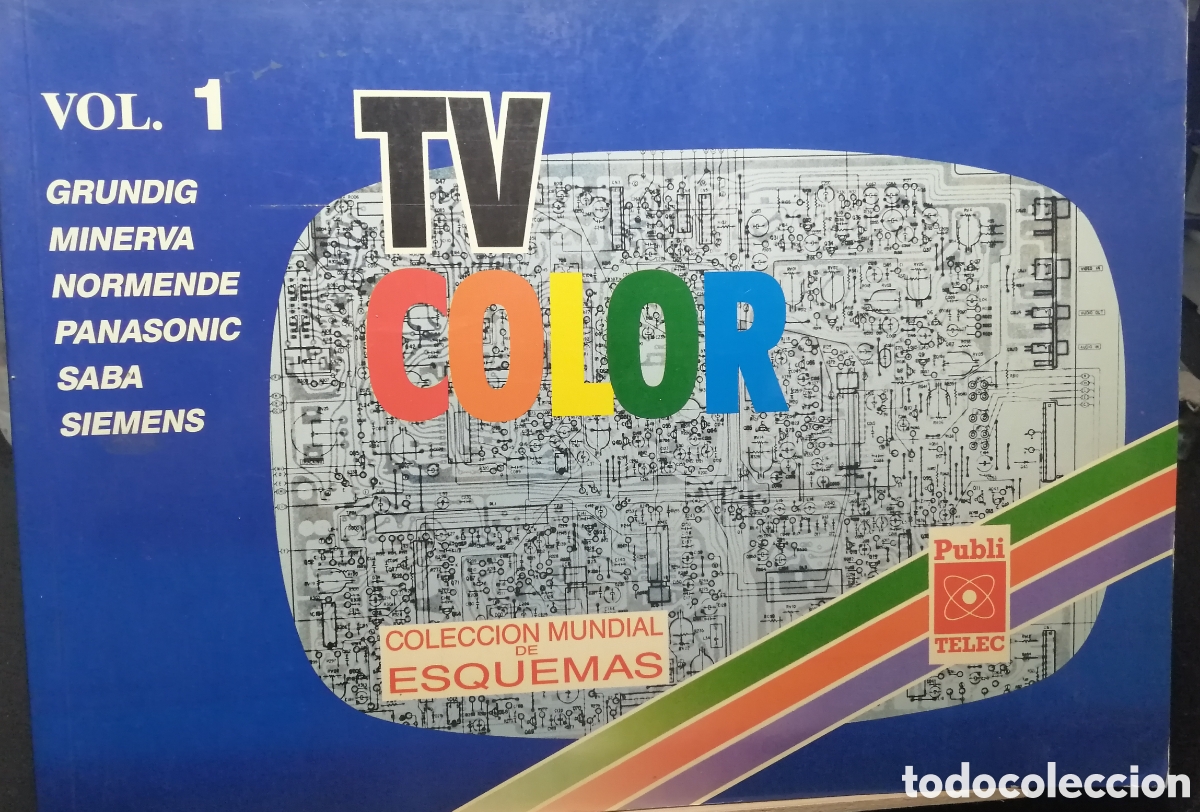 VOL. 1
GRUNDIG
MINERVA
NORMENDE
PANASONIC
SABA
SIEMENS
TV
COLOR
COLECCION MUNDIAL
DE
ESQUEMAS
Publi
TELEC
todocoleccion